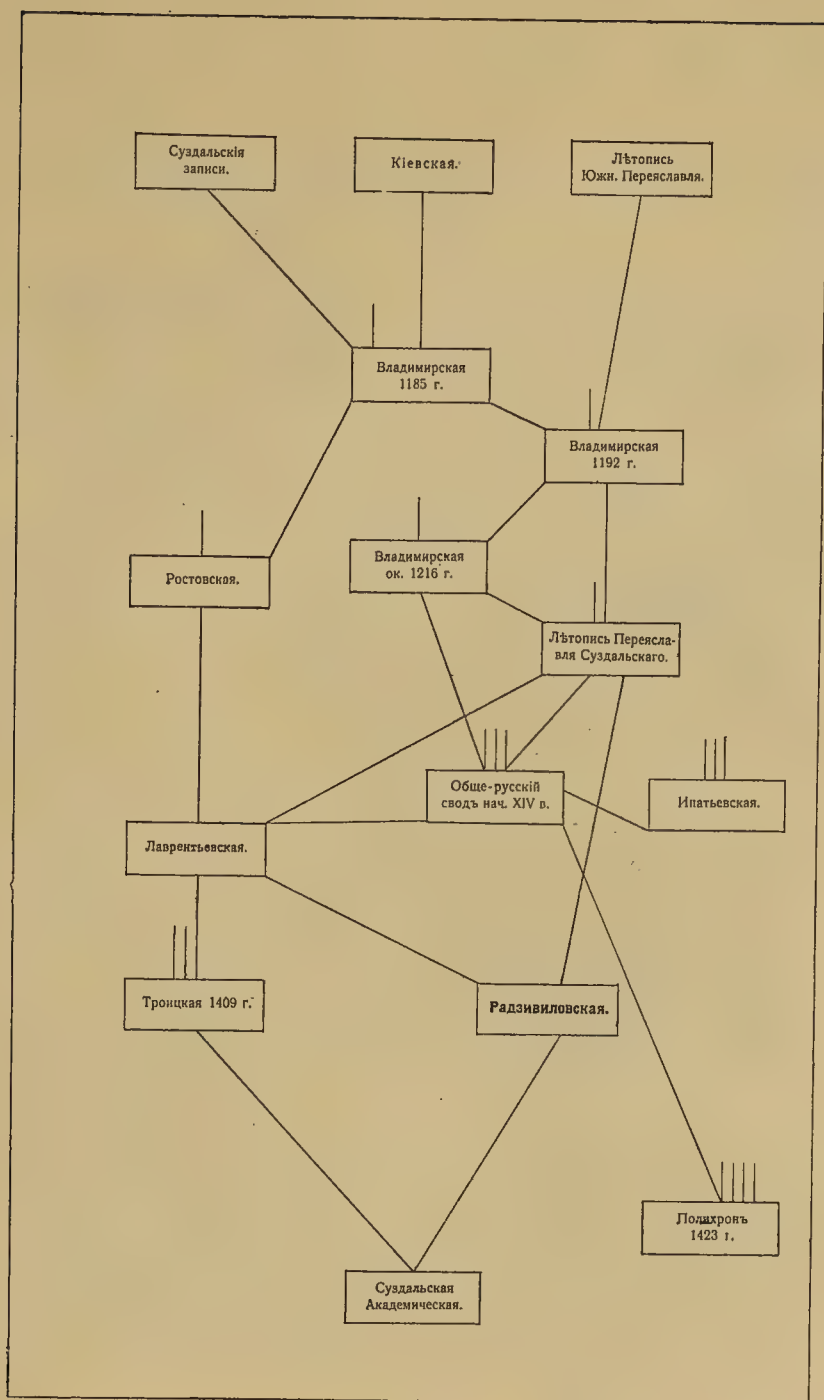 Суздальскія
записи.
Кіевская.
Лѣтопись
Южн. Переяславля.
Владимирская
1185 г.
Владимирская
1192 г.
Владимирская
ок. 1216 г.
Ростовская.
Лѣтопись Переясла-
вля Суздальскаго.
Обще-русскій
сводъ нач. XIV в.
Ипатьевская.
Лаврентьевская.
Троицкая 1409 г.
Радзивиловская.
Полихронъ
1423 г.
Суздальская
Академическая.